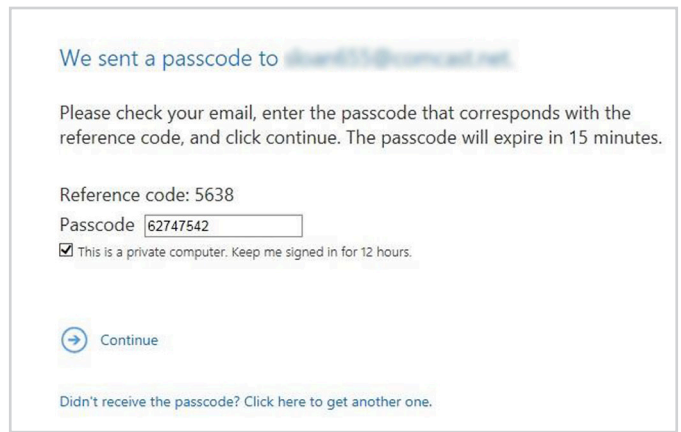 We sent a passcode to
Please check your email, enter the passcode that corresponds with the
reference code, and click continue. The passcode will expire in 15 minutes.
Reference code: 5638
Passcode 62747542
This is a private computer. Keep me signed in for 12 hours.
Continue
Didn't receive the passcode? Click here to get another one.